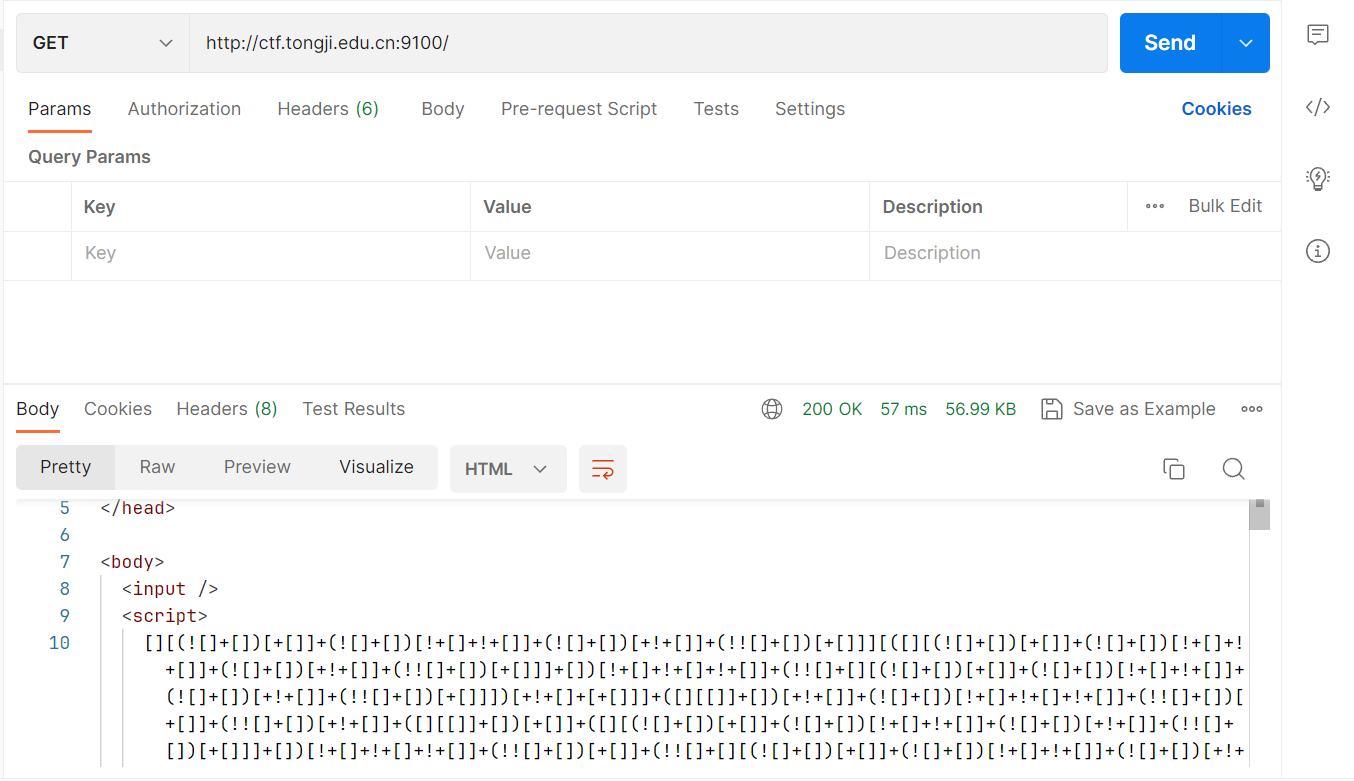 GET http://ctf.tongji.edu.cn:9100/ Send
Params Authorization Headers (6) Body Pre-request Script Tests Settings Cookies
Query Params
Key Value Description Bulk Edit
Key Value Description
Body Cookies Headers (8) Test Results 200 OK 57 ms 56.99 KB Save as Example
Pretty Raw Preview Visualize HTML
5 </head>
6
7 <body>
8 <input />
9 <script>
10 [][(![]+[])[+[]]+(![]+[])[!+[]+!+[]]+(![]+[])[+!+[]]+(!![]+[])[+[]]][([][(![]+[])[+[]]+(![]+[])[!+[]+!
+[]]+(![]+[])[+!+[]]+(!![]+[])[+[]]]+[])[!+[]+!+[]+!+[]]+(!![]+[][(![]+[])[+[]]+(![]+[])[!+[]+!+[]]+
(![]+[])[+!+[]]+(!![]+[])[+[]]])[+!+[]+[+[]]]+([][[]]+[])[+!+[]]+(![]+[])[!+[]+!+[]+!+[]]+(!![]+[])[
+[]]+(!![]+[])[+!+[]]+([][[]]+[])[+[]]+([][(![]+[])[+[]]+(![]+[])[!+[]+!+[]]+(![]+[])[+!+[]]+(!![]+
[])[+[]]]+[])[!+[]+!+[]+!+[]]+(!![]+[])[+[]]+(!![]+[][(![]+[])[+[]]+(![]+[])[!+[]+!+[]]+(![]+[])[+!+